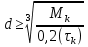 d ≥ ∛(M_k / 0,2(τ_k))